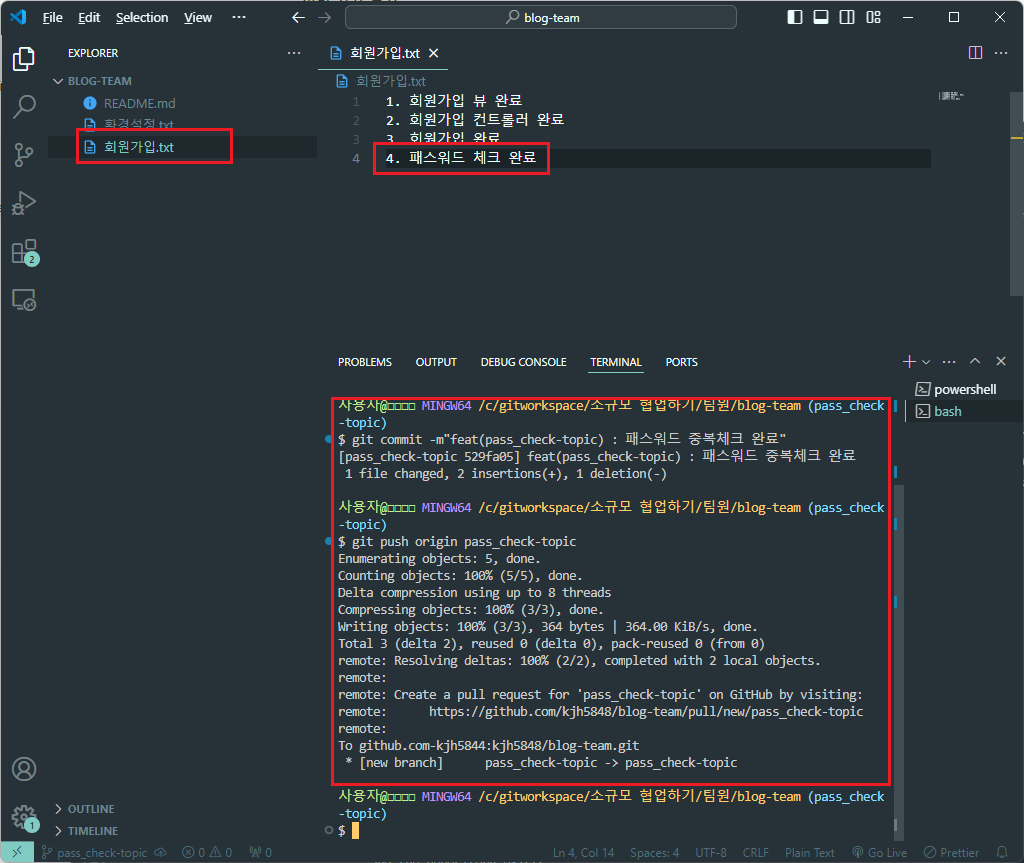 File Edit Selection View ··· blog-team
EXPLORER ···
BLOG-TEAM
README.md
환경설정.txt
회원가입.txt
회원가입.txt
회원가입.txt
1 1. 회원가입 뷰 완료
2 2. 회원가입 컨트롤러 완료
3 3. 회원가입 완료
4 4. 패스워드 체크 완료
2
PROBLEMS OUTPUT DEBUG CONSOLE TERMINAL PORTS
powershell
bash
사용자@□□□□ MINGW64 /c/gitworkspace/소규모 협업하기/팀원/blog-team (pass_check
-topic)
$ git commit -m"feat(pass_check-topic) : 패스워드 중복체크 완료"
[pass_check-topic 529fa05] feat(pass_check-topic) : 패스워드 중복체크 완료
1 file changed, 2 insertions(+), 1 deletion(-)
사용자@□□□□ MINGW64 /c/gitworkspace/소규모 협업하기/팀원/blog-team (pass_check
-topic)
$ git push origin pass_check-topic
Enumerating objects: 5, done.
Counting objects: 100% (5/5), done.
Delta compression using up to 8 threads
Compressing objects: 100% (3/3), done.
Writing objects: 100% (3/3), 364 bytes | 364.00 KiB/s, done.
Total 3 (delta 2), reused 0 (delta 0), pack-reused 0 (from 0)
remote: Resolving deltas: 100% (2/2), completed with 2 local objects.
remote:
remote: Create a pull request for 'pass_check-topic' on GitHub by visiting:
remote:      https://github.com/kjh5848/blog-team/pull/new/pass_check-topic
remote:
To github.com-kjh5844:kjh5848/blog-team.git
* [new branch]      pass_check-topic -> pass_check-topic
사용자@□□□□ MINGW64 /c/gitworkspace/소규모 협업하기/팀원/blog-team (pass_check
-topic)
$
OUTLINE
TIMELINE
1
pass_check-topic 0 0 0 Ln 4, Col 14 Spaces: 4 UTF-8 CRLF Plain Text Go Live Prettier